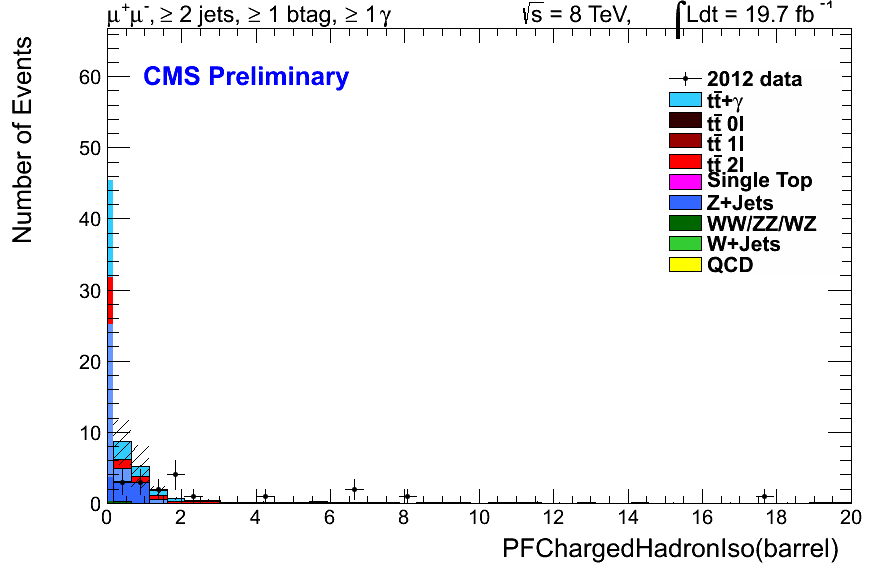 μ⁺μ⁻, ≥ 2 jets, ≥ 1 btag, ≥ 1 γ
√s = 8 TeV, ∫Ldt = 19.7 fb⁻¹
CMS Preliminary
2012 data
tt̄+γ
tt̄ 0l
tt̄ 1l
tt̄ 2l
Single Top
Z+Jets
WW/ZZ/WZ
W+Jets
QCD
Number of Events
60
50
40
30
20
10
0
0 2 4 6 8 10 12 14 16 18 20
PFChargedHadronIso(barrel)